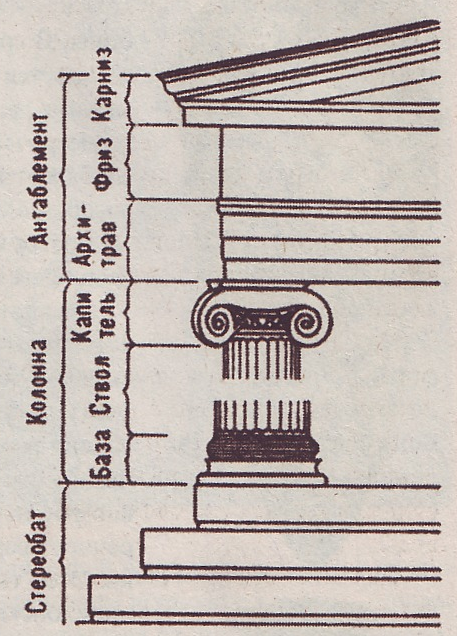 Антаблемент
Карниз
Фриз
Архи-
трав
Колонна
Капи
тель
Ствол
База
Стереобат